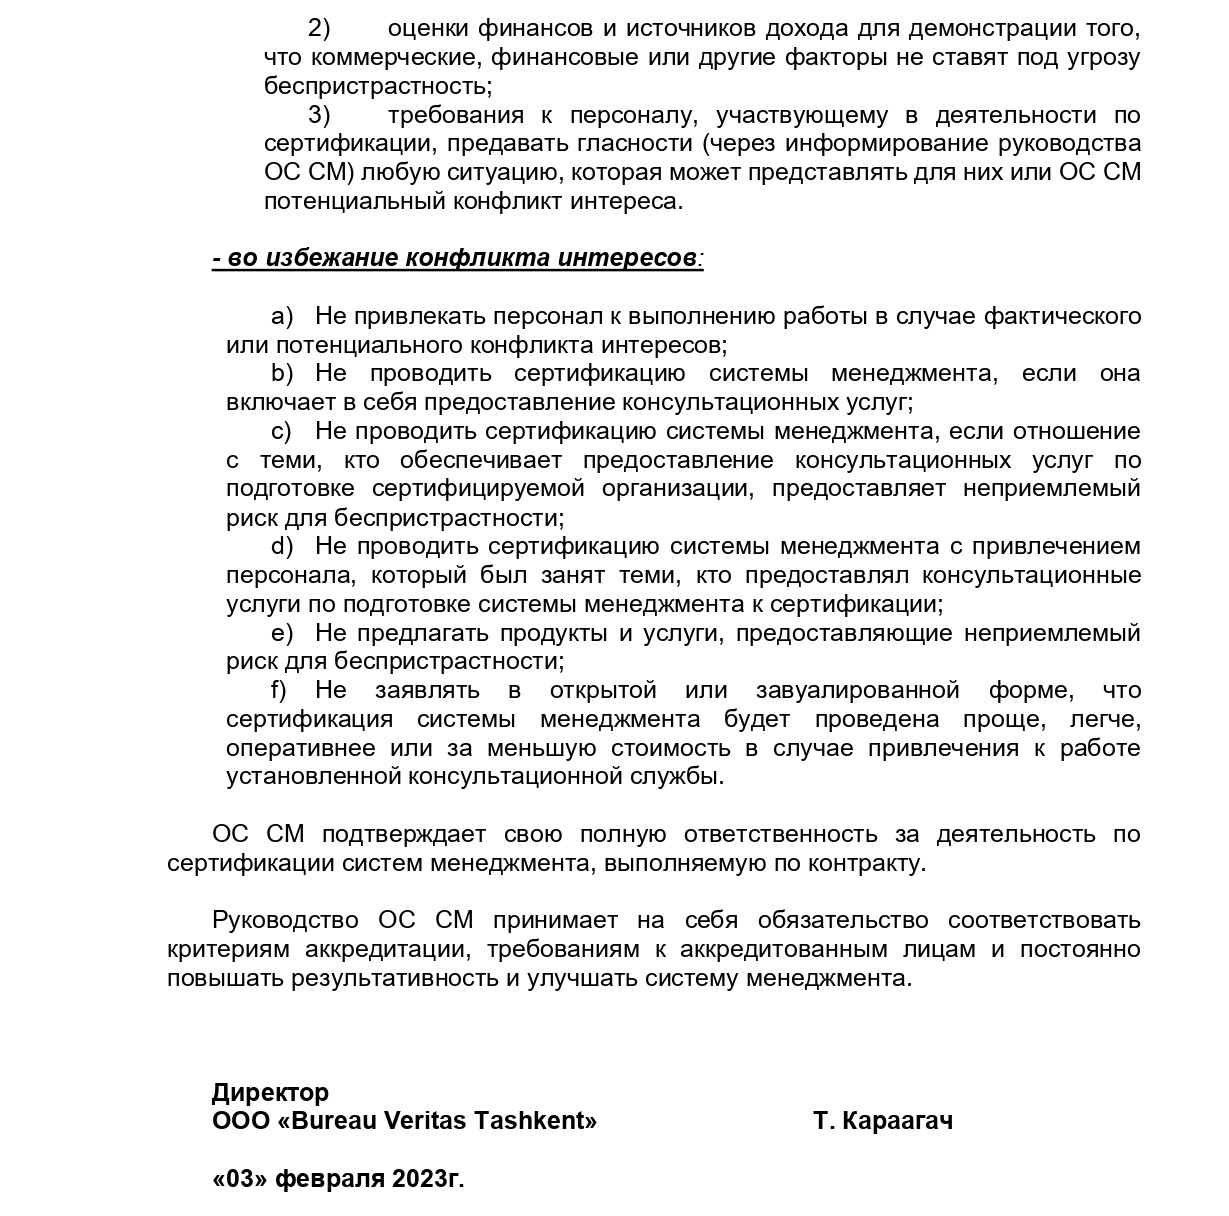 2) оценки финансов и источников дохода для демонстрации того,
что коммерческие, финансовые или другие факторы не ставят под угрозу
беспристрастность;
3) требования к персоналу, участвующему в деятельности по
сертификации, предавать гласности (через информирование руководства
ОС СМ) любую ситуацию, которая может представлять для них или ОС СМ
потенциальный конфликт интереса.
- во избежание конфликта интересов:
a) Не привлекать персонал к выполнению работы в случае фактического
или потенциального конфликта интересов;
b) Не проводить сертификацию системы менеджмента, если она
включает в себя предоставление консультационных услуг;
c) Не проводить сертификацию системы менеджмента, если отношение
с теми, кто обеспечивает предоставление консультационных услуг по
подготовке сертифицируемой организации, предоставляет неприемлемый
риск для беспристрастности;
d) Не проводить сертификацию системы менеджмента с привлечением
персонала, который был занят теми, кто предоставлял консультационные
услуги по подготовке системы менеджмента к сертификации;
e) Не предлагать продукты и услуги, предоставляющие неприемлемый
риск для беспристрастности;
f) Не заявлять в открытой или завуалированной форме, что
сертификация системы менеджмента будет проведена проще, легче,
оперативнее или за меньшую стоимость в случае привлечения к работе
установленной консультационной службы.
ОС СМ подтверждает свою полную ответственность за деятельность по
сертификации систем менеджмента, выполняемую по контракту.
Руководство ОС СМ принимает на себя обязательство соответствовать
критериям аккредитации, требованиям к аккредитованным лицам и постоянно
повышать результативность и улучшать систему менеджмента.
Директор
ООО «Bureau Veritas Tashkent» Т. Караагач
«03» февраля 2023г.